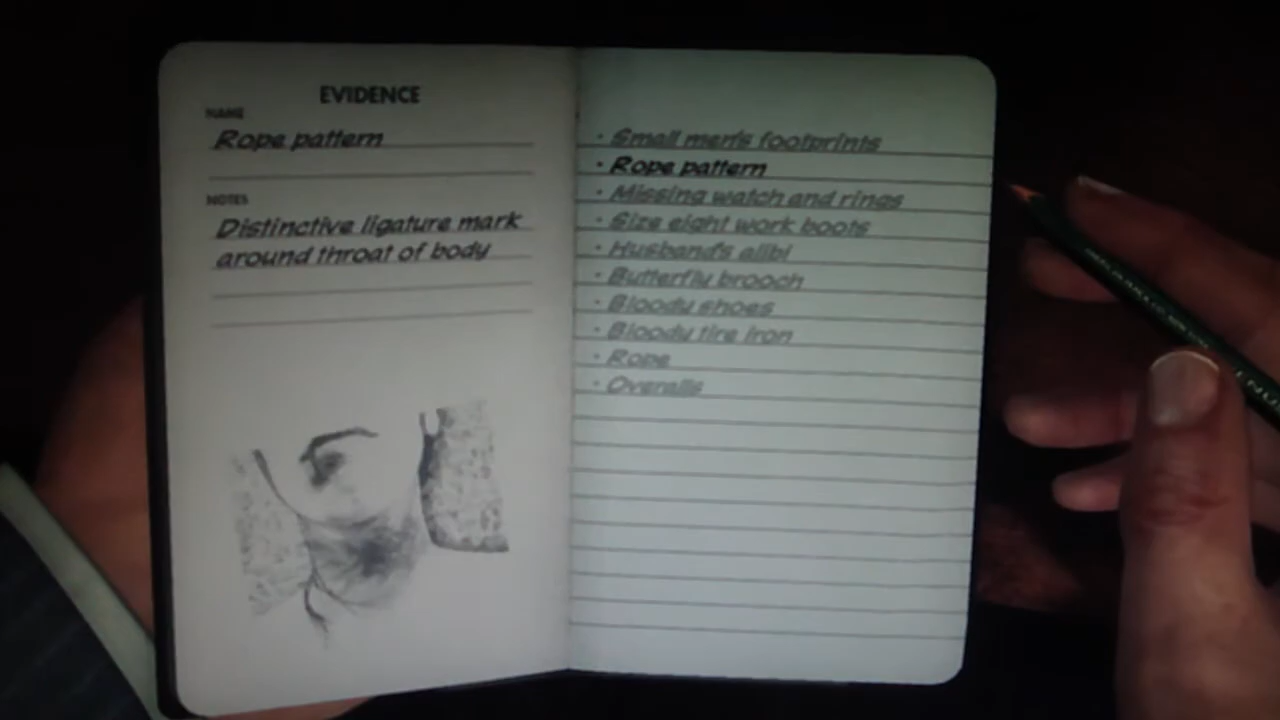 EVIDENCE
NAME
Rope pattern
NOTES
Distinctive ligature mark
around throat of body
• Small men's footprints
• Rope pattern
• Missing watch and rings
• Size eight work boots
• Husband's alibi
• Butterfly brooch
• Bloody shoes
• Bloody tire iron
• Rope
• Overalls